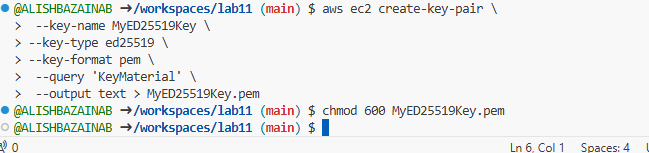 @ALISHBAZAINAB ➜/workspaces/lab11 (main) $ aws ec2 create-key-pair \
>  --key-name MyED25519Key \
>  --key-type ed25519 \
>  --key-format pem \
>  --query 'KeyMaterial' \
>  --output text > MyED25519Key.pem
@ALISHBAZAINAB ➜/workspaces/lab11 (main) $ chmod 600 MyED25519Key.pem
@ALISHBAZAINAB ➜/workspaces/lab11 (main) $
0 Ln 6, Col 1 Spaces: 4